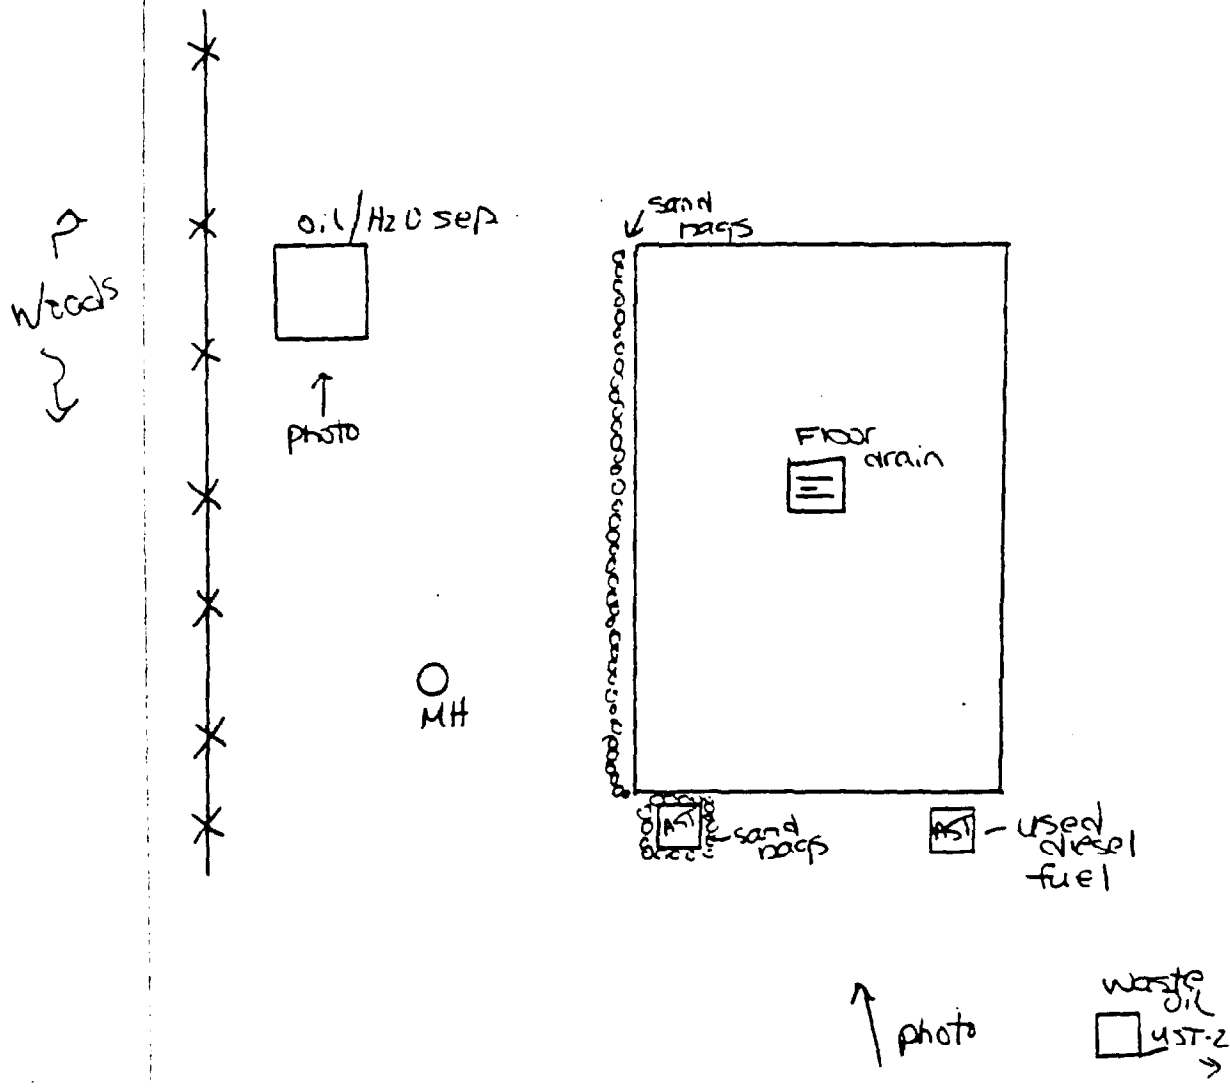 oil/H2O sep
sand
bags
Woods
photo
Floor
drain
MH
AST
sand
bags
AST - used
diesel
fuel
waste
oil
UST-2
photo